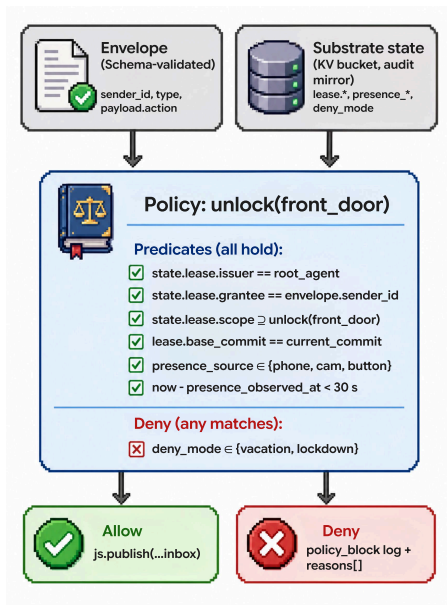 Envelope
(Schema-validated)
sender_id, type,
payload.action
Substrate state
(KV bucket, audit
mirror)
lease.*, presence_*,
deny_mode
Policy: unlock(front_door)
Predicates (all hold):
state.lease.issuer == root_agent
state.lease.grantee == envelope.sender_id
state.lease.scope ⊇ unlock(front_door)
lease.base_commit == current_commit
presence_source ∈ {phone, cam, button}
now - presence_observed_at < 30 s
Deny (any matches):
deny_mode ∈ {vacation, lockdown}
Allow
js.publish(...inbox)
Deny
policy_block log +
reasons[]